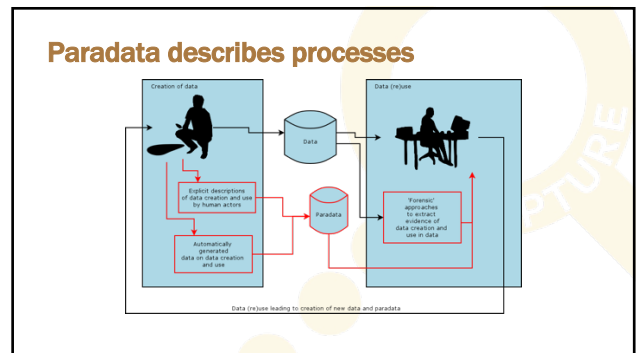 Paradata describes processes
Creation of data
Data (re)use
Data
Explicit descriptions
of data creation and use
by human actors
Paradata
'Forensic'
approaches
to extract
evidence of
data creation and
use in data
Automatically
generated
data on data creation
and use
Data (re)use leading to creation of new data and paradata
PTURE